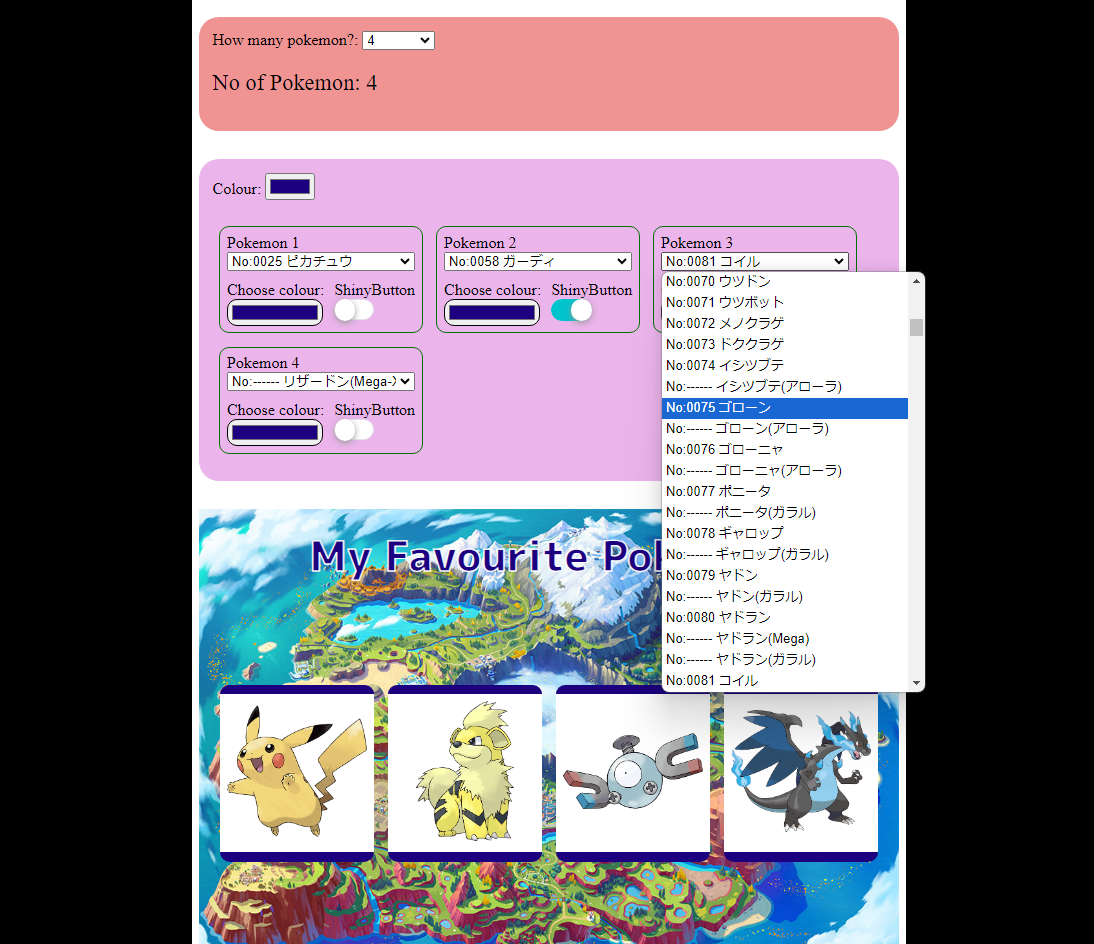 How many pokemon?: 4
No of Pokemon: 4
Colour:
Pokemon 1
No:0025 ピカチュウ
Choose colour: ShinyButton
Pokemon 2
No:0058 ガーディ
Choose colour: ShinyButton
Pokemon 3
No:0081 コイル
No:0070 ウツドン
No:0071 ウツボット
No:0072 メノクラゲ
No:0073 ドククラゲ
No:0074 イシツブテ
No:------ イシツブテ(アローラ)
No:0075 ゴローン
No:------ ゴローン(アローラ)
No:0076 ゴローニャ
No:------ ゴローニャ(アローラ)
No:0077 ポニータ
No:------ ポニータ(ガラル)
No:0078 ギャロップ
No:------ ギャロップ(ガラル)
No:0079 ヤドン
No:------ ヤドン(ガラル)
No:0080 ヤドラン
No:------ ヤドラン(Mega)
No:------ ヤドラン(ガラル)
No:0081 コイル
Pokemon 4
No:------ リザードン(Mega-X
Choose colour: ShinyButton
My Favourite Pok